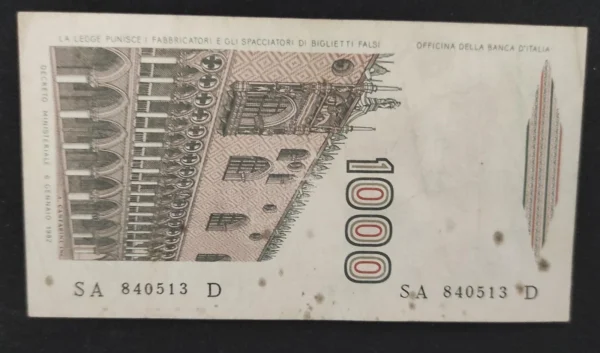 LA LEGGE PUNISCE I FABBRICATORI E GLI SPACCIATORI DI BIGLIETTI FALSI
OFFICINA DELLA BANCA D'ITALIA
DECRETO MINISTERIALE 6 GENNAIO 1982
1000
SA 840513 D
SA 840513 D